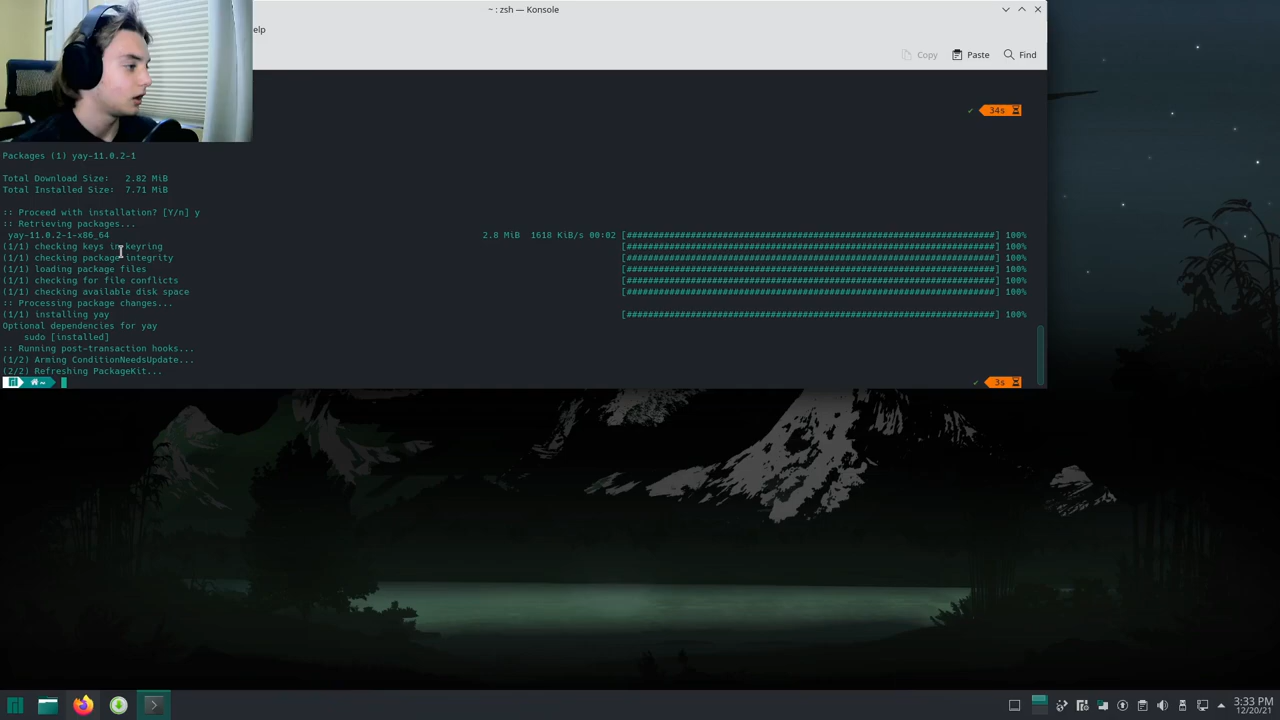 ~ : zsh — Konsole
elp
Copy
Paste
Find
34s
Packages (1) yay-11.0.2-1
Total Download Size:   2.82 MiB
Total Installed Size:  7.71 MiB
:: Proceed with installation? [Y/n] y
:: Retrieving packages...
yay-11.0.2-1-x86_64 2.8 MiB 1618 KiB/s 00:02 [######################################################################] 100%
(1/1) checking keys in keyring [######################################################################] 100%
(1/1) checking package integrity [######################################################################] 100%
(1/1) loading package files [######################################################################] 100%
(1/1) checking for file conflicts [######################################################################] 100%
(1/1) checking available disk space [######################################################################] 100%
:: Processing package changes...
(1/1) installing yay [######################################################################] 100%
Optional dependencies for yay
sudo [installed]
:: Running post-transaction hooks...
(1/2) Arming ConditionNeedsUpdate...
(2/2) Refreshing PackageKit...
~ 3s
3:33 PM
12/20/21